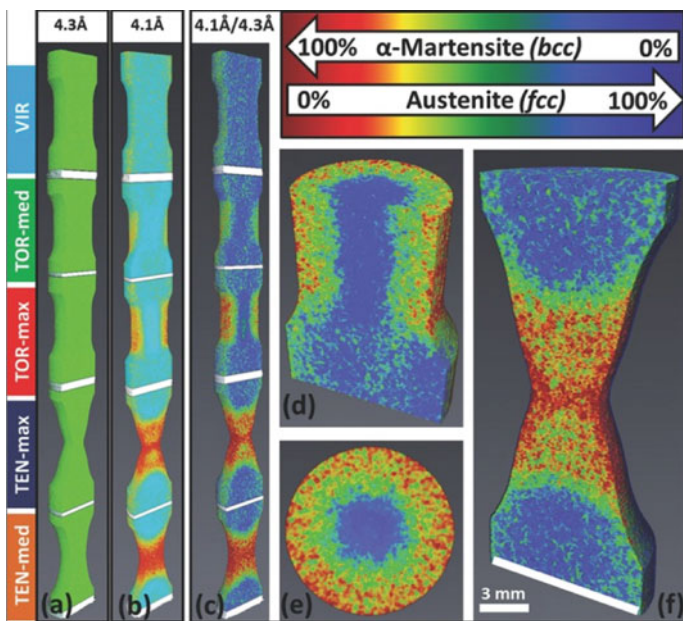 4.3Å
4.1Å
4.1Å/4.3Å
100%
α-Martensite (bcc)
0%
0%
Austenite (fcc)
100%
VIR
TOR-med
TOR-max
TEN-max
TEN-med
(a)
(b)
(c)
(d)
(e)
(f)
3 mm